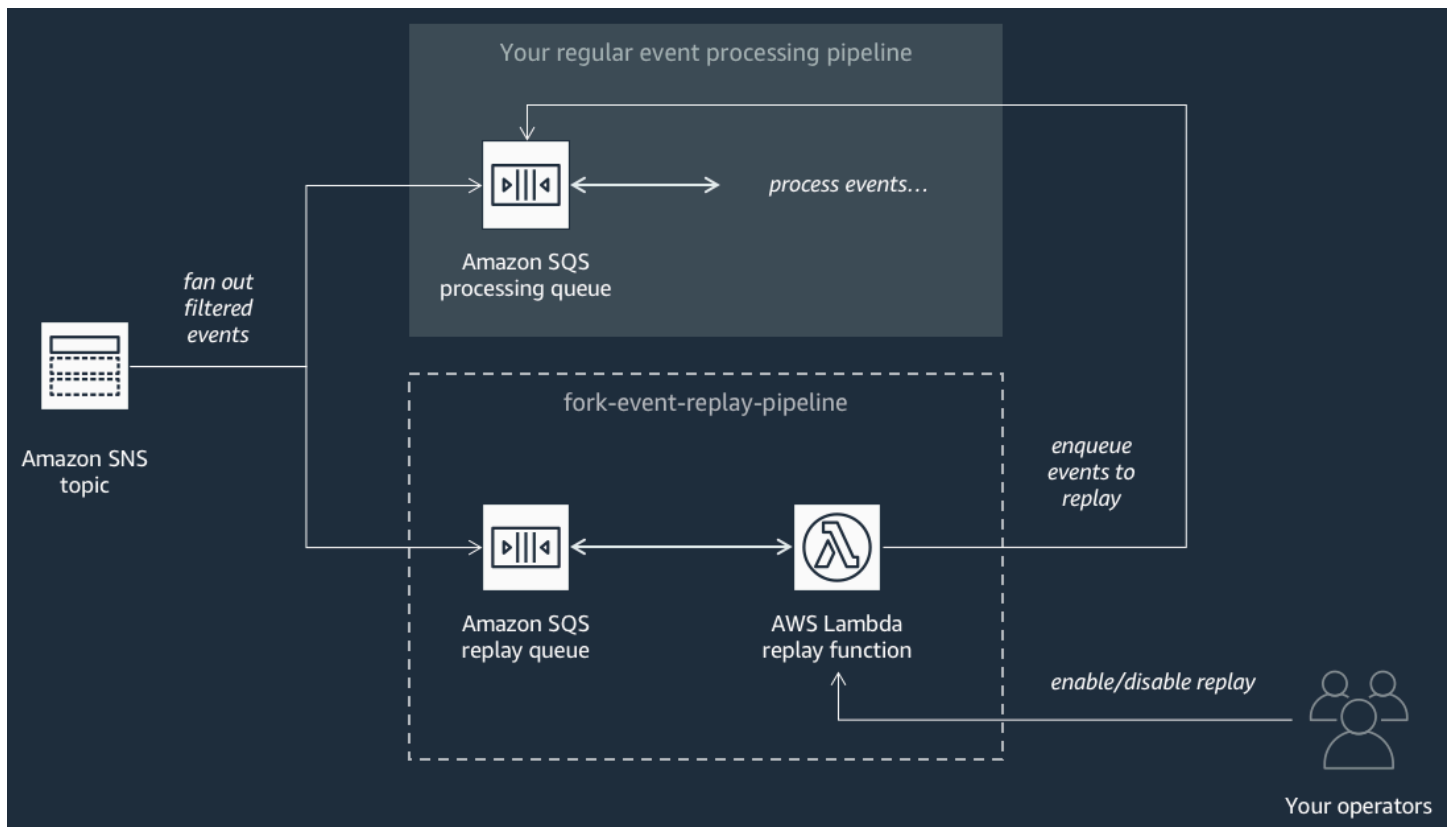 Your regular event processing pipeline
process events...
Amazon SQS
processing queue
fan out
filtered
events
Amazon SNS
topic
fork-event-replay-pipeline
enqueue
events to
replay
Amazon SQS
replay queue
AWS Lambda
replay function
enable/disable replay
Your operators